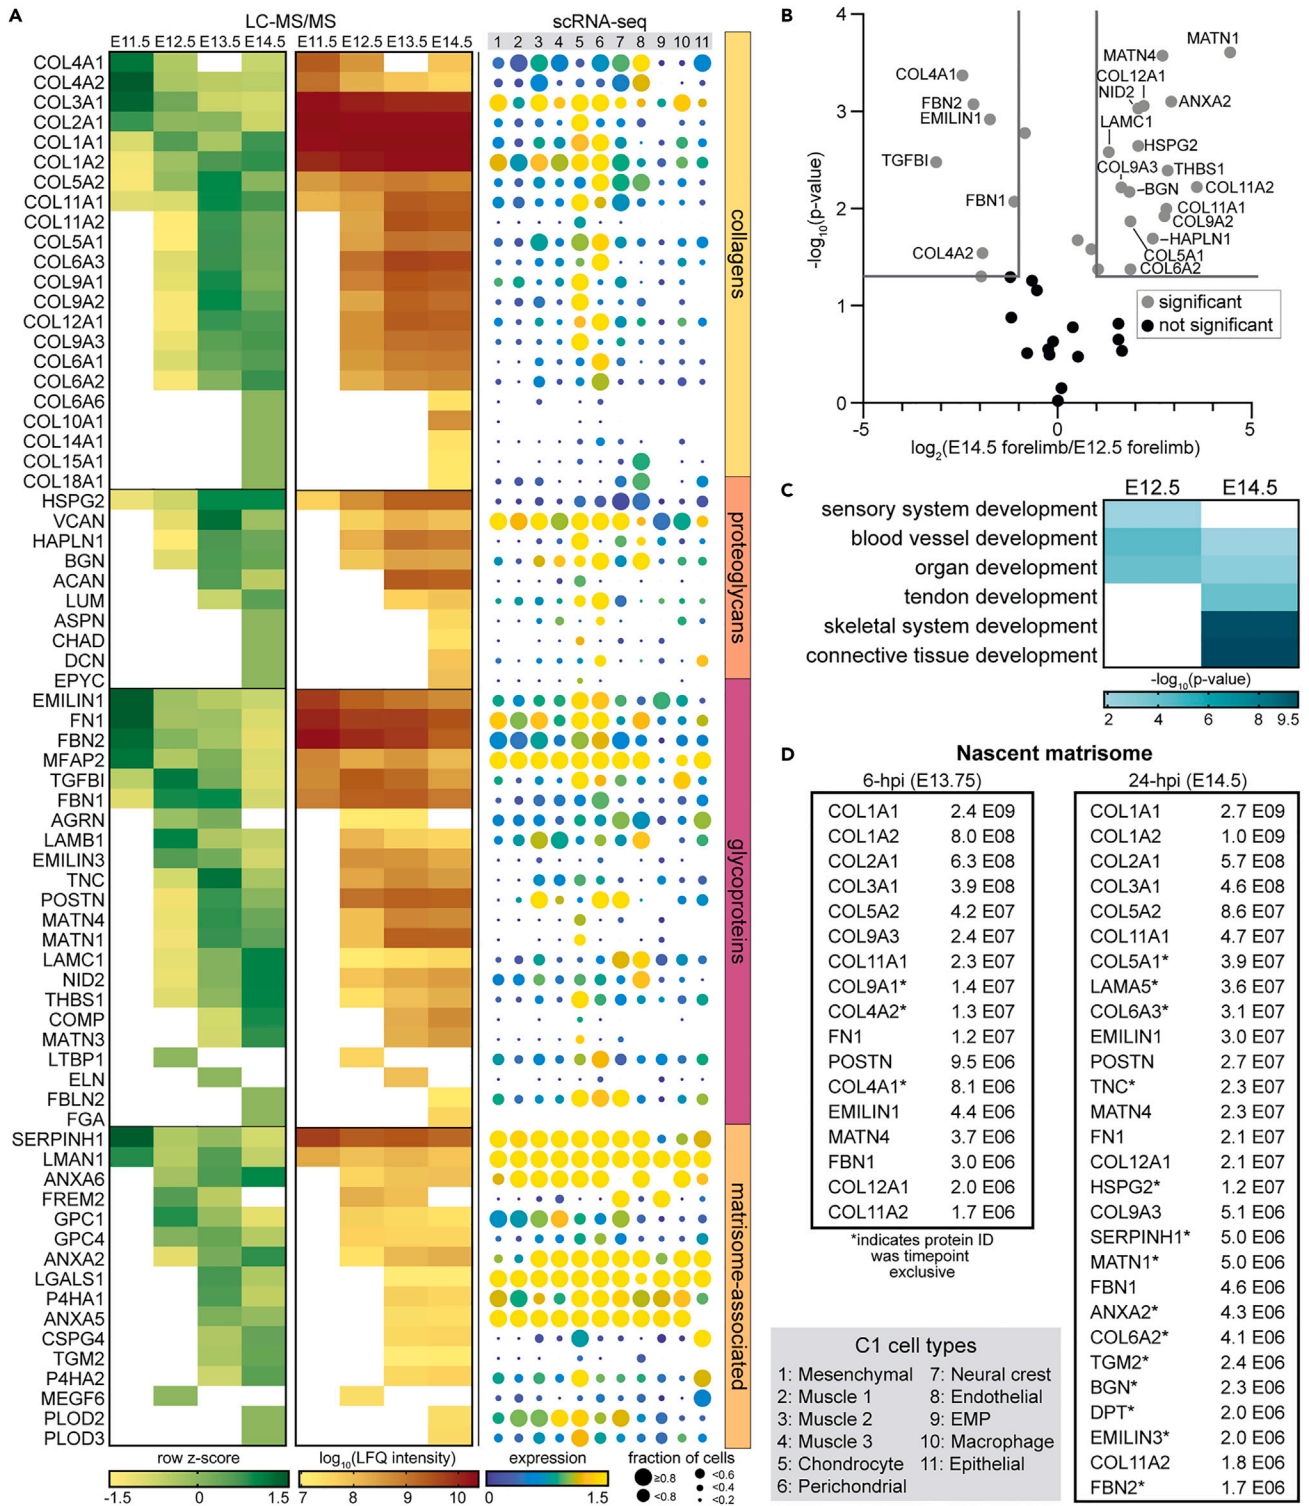 A
LC-MS/MS
scRNA-seq
E11.5 E12.5 E13.5 E14.5 E11.5 E12.5 E13.5 E14.5 1 2 3 4 5 6 7 8 9 10 11
COL4A1
COL4A2
COL3A1
COL2A1
COL1A1
COL1A2
COL5A2
COL11A1
COL11A2
COL5A1
COL6A3
COL9A1
COL9A2
COL12A1
COL9A3
COL6A1
COL6A2
COL6A6
COL10A1
COL14A1
COL15A1
COL18A1
HSPG2
VCAN
HAPLN1
BGN
ACAN
LUM
ASPN
CHAD
DCN
EPYC
EMILIN1
FN1
FBN2
MFAP2
TGFBI
FBN1
AGRN
LAMB1
EMILIN3
TNC
POSTN
MATN4
MATN1
LAMC1
NID2
THBS1
COMP
MATN3
LTBP1
ELN
FBLN2
FGA
SERPINH1
LMAN1
ANXA6
FREM2
GPC1
GPC4
ANXA2
LGALS1
P4HA1
ANXA5
CSPG4
TGM2
P4HA2
MEGF6
PLOD2
PLOD3
collagens
proteoglycans
glycoproteins
matrisome-associated
row z-score
-1.5 0 1.5
log10(LFQ intensity)
7 8 9 10
expression
0 1.5
fraction of cells
≥0.8 <0.6
<0.4
<0.8 <0.2
B
-log10(p-value)
4
3
2
1
0
-5 0 5
log2(E14.5 forelimb/E12.5 forelimb)
MATN1
MATN4
COL12A1
NID2
ANXA2
LAMC1
HSPG2
COL9A3
THBS1
BGN
COL11A2
COL11A1
COL9A2
HAPLN1
COL5A1
COL6A2
COL4A1
FBN2
EMILIN1
TGFBI
FBN1
COL4A2
significant
not significant
C
E12.5 E14.5
sensory system development
blood vessel development
organ development
tendon development
skeletal system development
connective tissue development
-log10(p-value)
2 4 6 8 9.5
D
Nascent matrisome
6-hpi (E13.75)
COL1A1 2.4 E09
COL1A2 8.0 E08
COL2A1 6.3 E08
COL3A1 3.9 E08
COL5A2 4.2 E07
COL9A3 2.4 E07
COL11A1 2.3 E07
COL9A1* 1.4 E07
COL4A2* 1.3 E07
FN1 1.2 E07
POSTN 9.5 E06
COL4A1* 8.1 E06
EMILIN1 4.4 E06
MATN4 3.7 E06
FBN1 3.0 E06
COL12A1 2.0 E06
COL11A2 1.7 E06
*indicates protein ID
was timepoint
exclusive
24-hpi (E14.5)
COL1A1 2.7 E09
COL1A2 1.0 E09
COL2A1 5.7 E08
COL3A1 4.6 E08
COL5A2 8.6 E07
COL11A1 4.7 E07
COL5A1* 3.9 E07
LAMA5* 3.6 E07
COL6A3* 3.1 E07
EMILIN1 3.0 E07
POSTN 2.7 E07
TNC* 2.3 E07
MATN4 2.3 E07
FN1 2.1 E07
COL12A1 2.1 E07
HSPG2* 1.2 E07
COL9A3 5.1 E06
SERPINH1* 5.0 E06
MATN1* 5.0 E06
FBN1 4.6 E06
ANXA2* 4.3 E06
COL6A2* 4.1 E06
TGM2* 2.4 E06
BGN* 2.3 E06
DPT* 2.0 E06
EMILIN3* 2.0 E06
COL11A2 1.8 E06
FBN2* 1.7 E06
C1 cell types
1: Mesenchymal 7: Neural crest
2: Muscle 1 8: Endothelial
3: Muscle 2 9: EMP
4: Muscle 3 10: Macrophage
5: Chondrocyte 11: Epithelial
6: Perichondrial